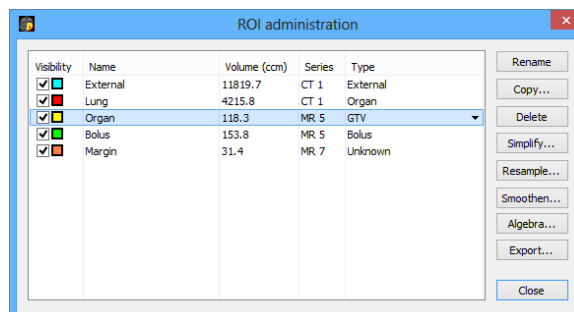 ROI administration
Visibility Name Volume (ccm) Series Type
External 11819.7 CT 1 External
Lung 4215.8 CT 1 Organ
Organ 118.3 MR 5 GTV
Bolus 153.8 MR 5 Bolus
Margin 31.4 MR 7 Unknown
Rename
Copy...
Delete
Simplify...
Resample...
Smoothen...
Algebra...
Export...
Close